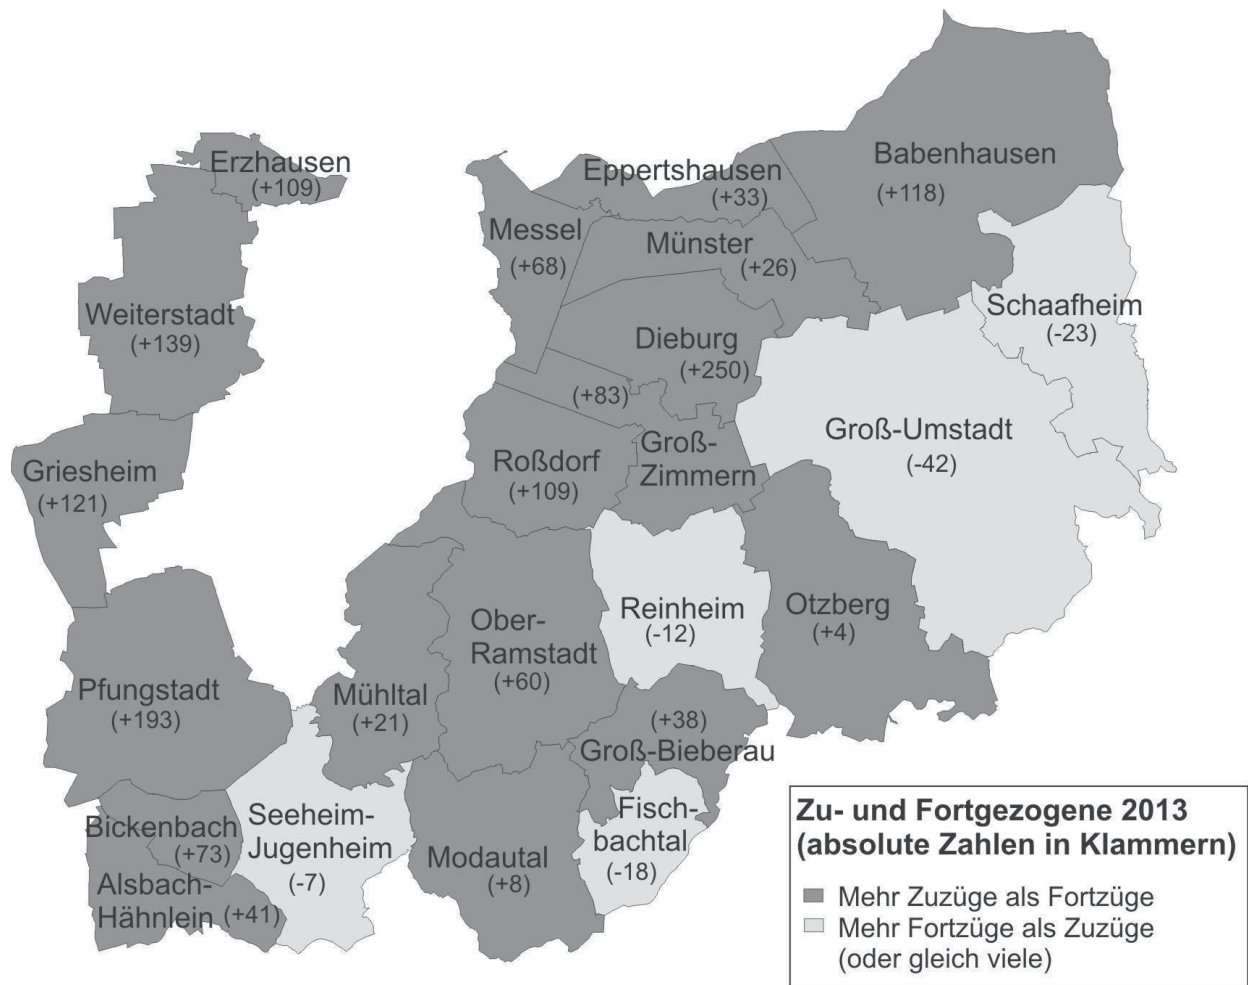 Erzhausen
(+109)
Eppertshausen
(+33)
Babenhausen
(+118)
Messel
(+68)
Münster
(+26)
Weiterstadt
(+139)
Schaafheim
(-23)
Dieburg
(+250)
(+83)
Groß-
Zimmern
Groß-Umstadt
(-42)
Griesheim
(+121)
Roßdorf
(+109)
Reinheim
(-12)
Otzberg
(+4)
Ober-
Ramstadt
(+60)
Pfungstadt
(+193)
Mühltal
(+21)
(+38)
Groß-Bieberau
Bickenbach
(+73)
Seeheim-
Jugenheim
(-7)
Fisch-
bachtal
(-18)
Modautal
(+8)
Alsbach-
Hähnlein (+41)
Zu- und Fortgezogene 2013
(absolute Zahlen in Klammern)
Mehr Zuzüge als Fortzüge
Mehr Fortzüge als Zuzüge
(oder gleich viele)